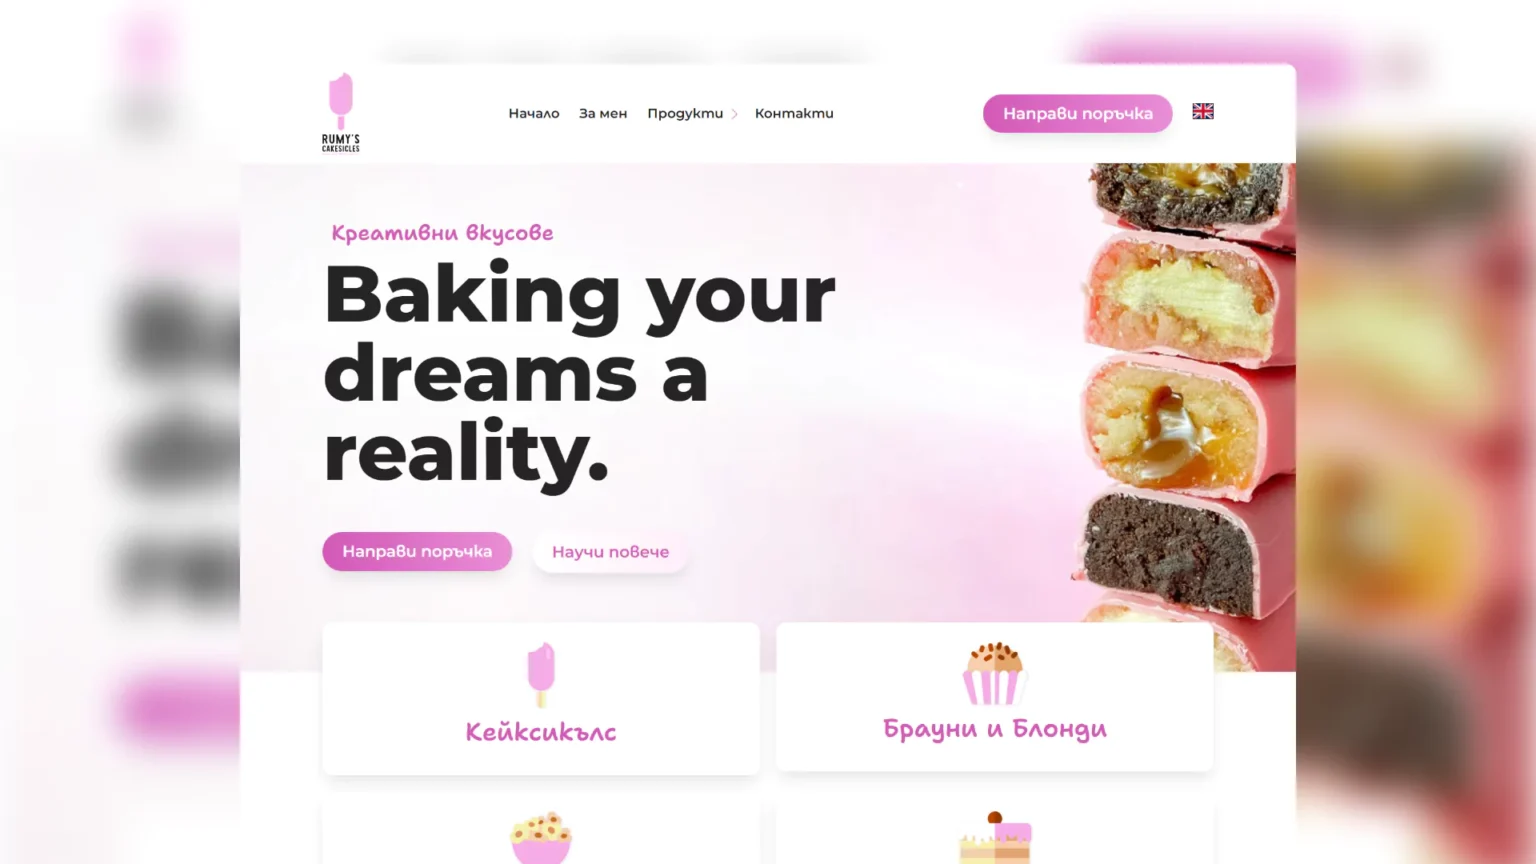 RUMY'S
CAKESICLES
Начало За мен Продукти Контакти
Направи поръчка
Креативни вкусове
Baking your
dreams a
reality.
Направи поръчка
Научи повече
Кейксикълс
Брауни и Блонди